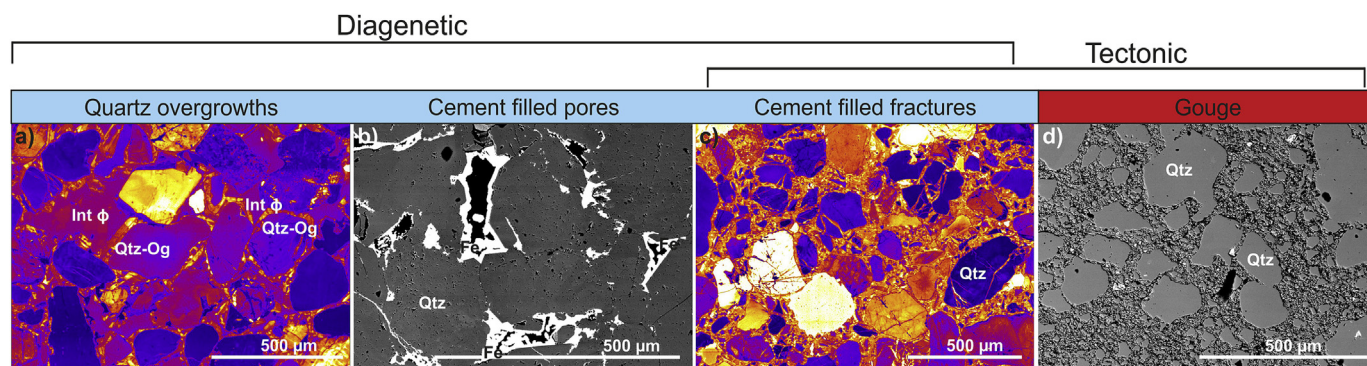 Diagenetic
Tectonic
Quartz overgrowths
Cement filled pores
Cement filled fractures
Gouge
a)
Int ϕ
Int ϕ
Qtz-Og
Qtz-Og
500 µm
b)
Fe
Fe
Qtz
Fe
500 µm
c)
Qtz
500 µm
d)
Qtz
Qtz
500 µm